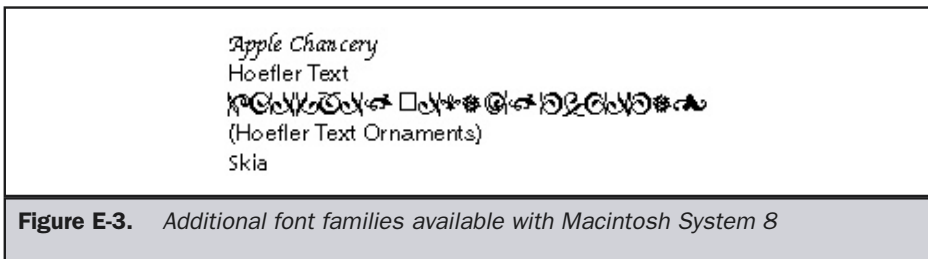 Apple Chancery
Hoefler Text
(Hoefler Text Ornaments)
Skia
Figure E-3. Additional font families available with Macintosh System 8